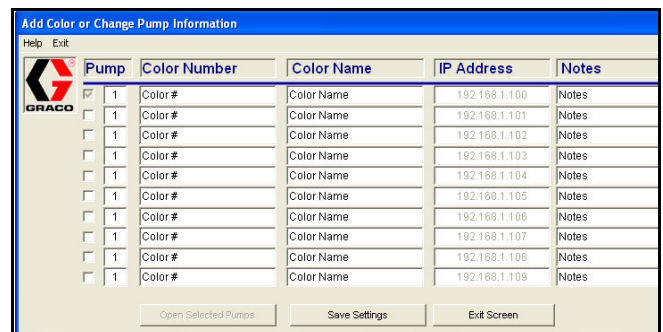 Add Color or Change Pump Information
Help Exit
Pump Color Number Color Name IP Address Notes
1 Color # Color Name 192.168.1.100 Notes
GRACO
1 Color # Color Name 192.168.1.101 Notes
1 Color # Color Name 192.168.1.102 Notes
1 Color # Color Name 192.168.1.103 Notes
1 Color # Color Name 192.168.1.104 Notes
1 Color # Color Name 192.168.1.105 Notes
1 Color # Color Name 192.168.1.106 Notes
1 Color # Color Name 192.168.1.107 Notes
1 Color # Color Name 192.168.1.108 Notes
1 Color # Color Name 192.168.1.109 Notes
Open Selected Pumps Save Settings Exit Screen